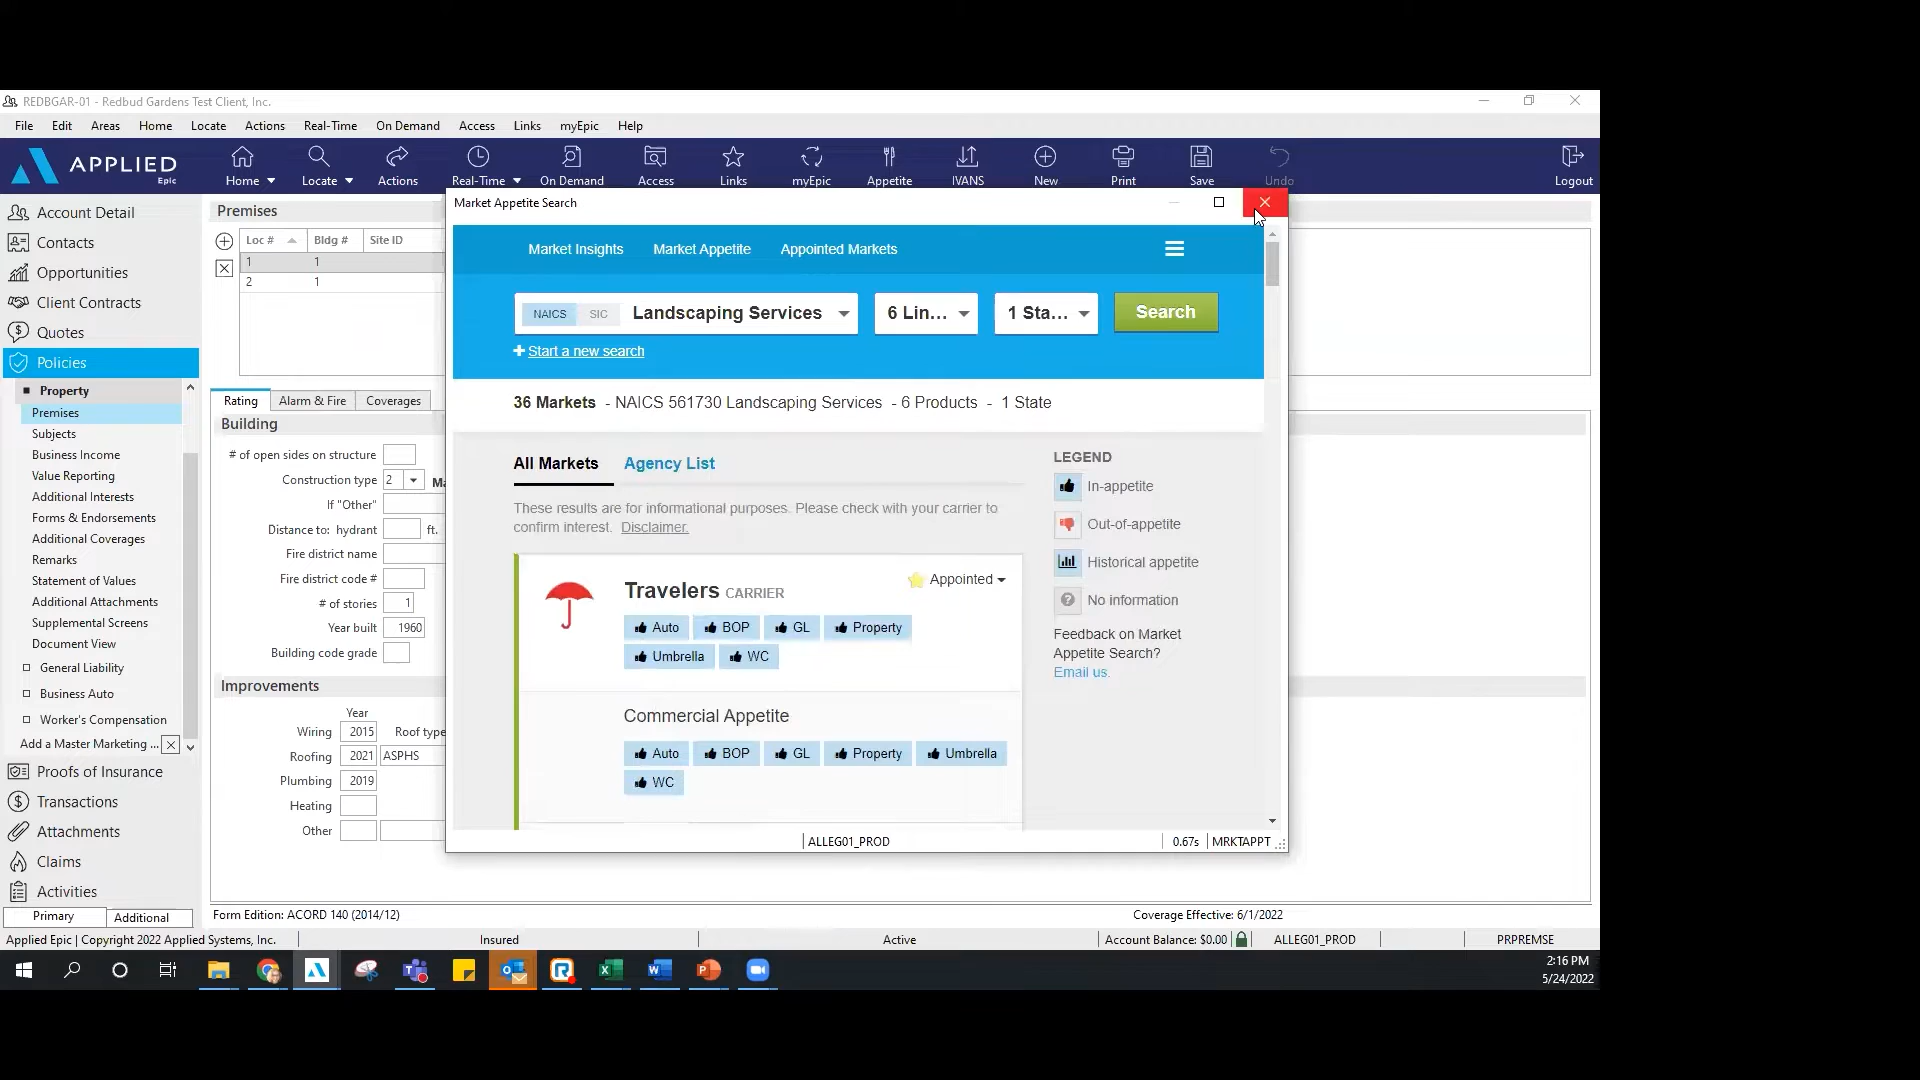 REDBGAR-01 - Redbud Gardens Test Client, Inc.
File Edit Areas Home Locate Actions Real-Time On Demand Access Links myEpic Help
APPLIED
Epic
Home Locate Actions Real-Time On Demand Access Links myEpic Appetite IVANS New Print Save Undo Logout
Account Detail
Contacts
Opportunities
Client Contracts
Quotes
Policies
Property
Premises
Subjects
Business Income
Value Reporting
Additional Interests
Forms & Endorsements
Additional Coverages
Remarks
Statement of Values
Additional Attachments
Supplemental Screens
Document View
General Liability
Business Auto
Worker's Compensation
Add a Master Marketing ...
Proofs of Insurance
Transactions
Attachments
Claims
Activities
Primary Additional
Premises
Loc # Bldg # Site ID
1 1
2 1
Rating Alarm & Fire Coverages
Building
# of open sides on structure
Construction type 2
If "Other"
Distance to: hydrant ft.
Fire district name
Fire district code #
# of stories 1
Year built 1960
Building code grade
Improvements
Year
Wiring 2015 Roof type
Roofing 2021 ASPHS
Plumbing 2019
Heating
Other
Market Appetite Search
Market Insights Market Appetite Appointed Markets
NAICS SIC Landscaping Services 6 Lin... 1 Sta... Search
Start a new search
36 Markets - NAICS 561730 Landscaping Services - 6 Products - 1 State
All Markets Agency List
These results are for informational purposes. Please check with your carrier to
confirm interest. Disclaimer.
Travelers CARRIER Appointed
Auto BOP GL Property
Umbrella WC
Commercial Appetite
Auto BOP GL Property Umbrella
WC
LEGEND
In-appetite
Out-of-appetite
Historical appetite
No information
Feedback on Market
Appetite Search?
Email us.
ALLEG01_PROD 0.67s MRKTAPPT
Form Edition: ACORD 140 (2014/12) Coverage Effective: 6/1/2022
Applied Epic | Copyright 2022 Applied Systems, Inc. Insured Active Account Balance: $0.00 ALLEG01_PROD PRPREMSE
2:16 PM
5/24/2022